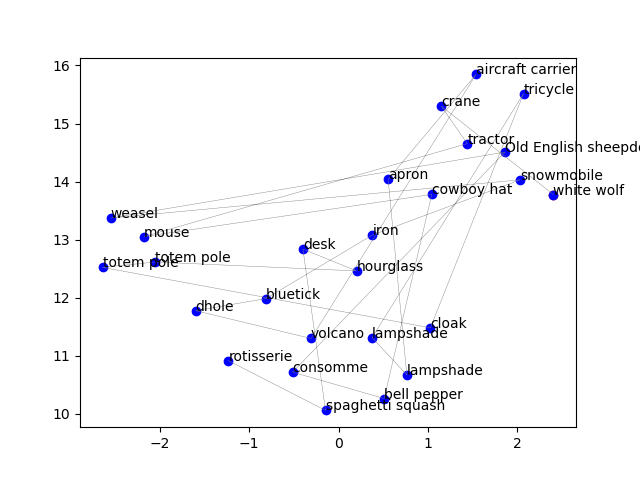 16
aircraft carrier
tricycle
crane
15
tractor
Old English sheepd
apron
14
snowmobile
cowboy hat
white wolf
weasel
mouse
iron
13
desk
totem pole
totem pole
hourglass
bluetick
12
dhole
cloak
volcano
lampshade
11
rotisserie
consomme
lampshade
bell pepper
spaghetti squash
10
−2
−1
0
1
2